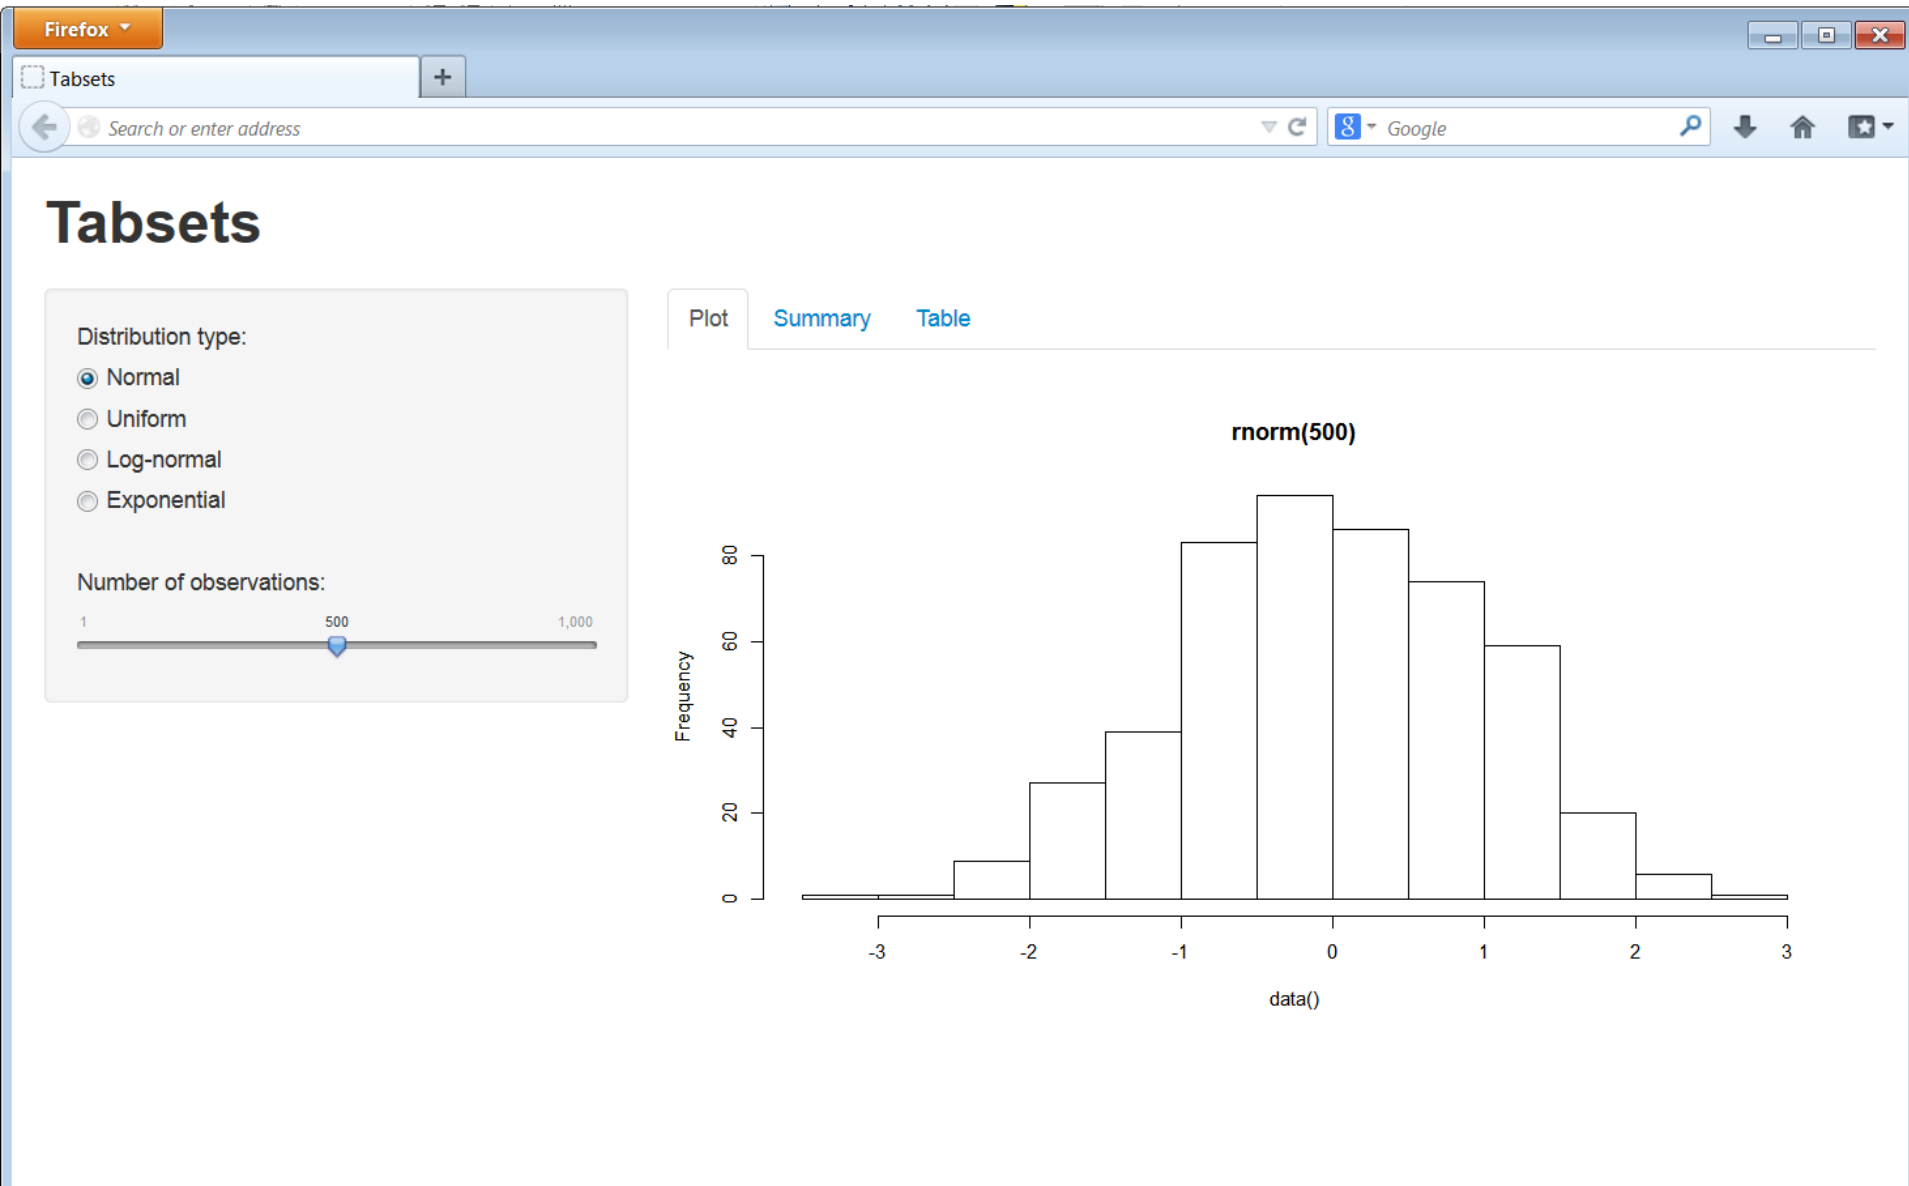 Firefox
Tabsets
Search or enter address
8 Google
Tabsets
Distribution type:
Normal
Uniform
Log-normal
Exponential
Number of observations:
1 500 1,000
Plot Summary Table
rnorm(500)
Frequency
80
60
40
20
0
-3 -2 -1 0 1 2 3
data()